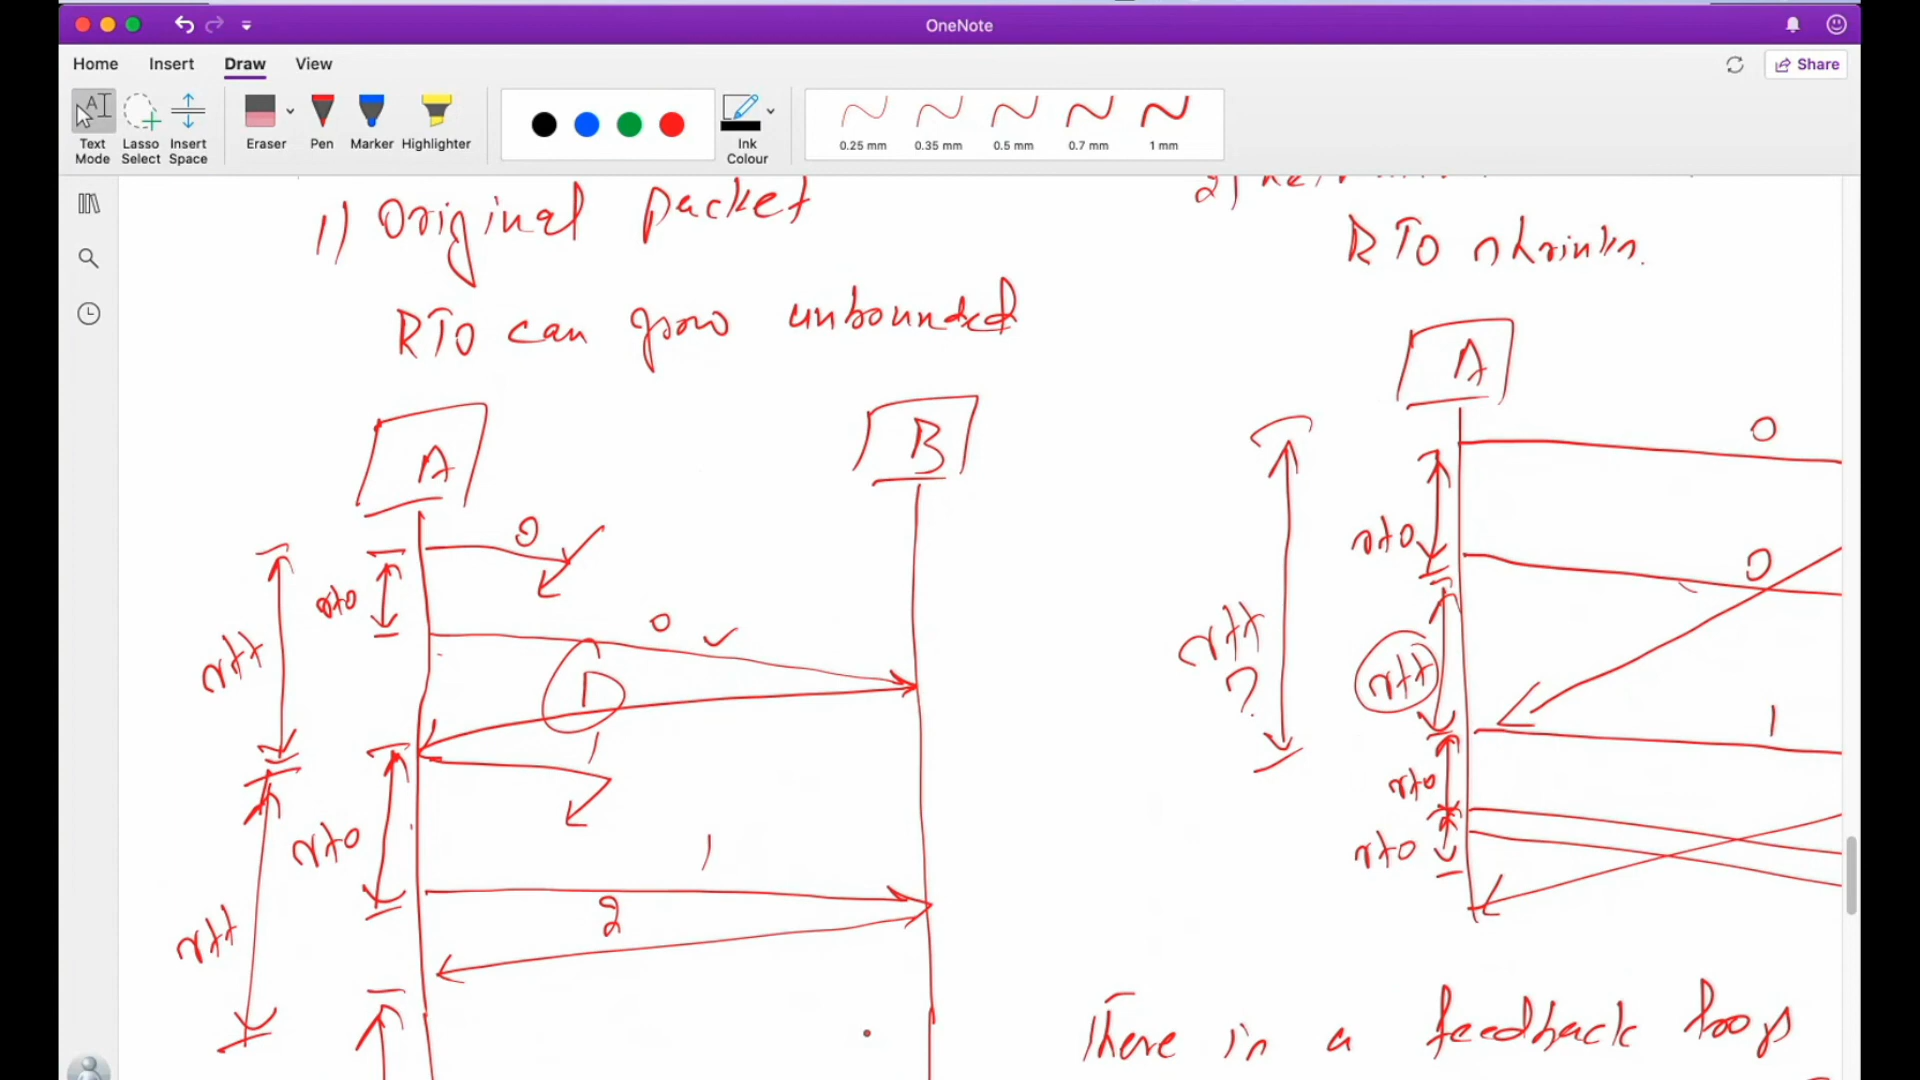 OneNote
Home Insert Draw View
Share
Text Mode
Lasso Select
Insert Space
Eraser
Pen
Marker
Highlighter
Ink Colour
0.25 mm
0.35 mm
0.5 mm
0.7 mm
1 mm
1) Original packet
RTO can grow unbounded
A
B
0
rto
rtt
0
1
1
rto
rtt
1
2
2)
RTO shrinks.
A
0
rto
0
rtt
?
rtt
1
rto
rto
There is a feedback loops